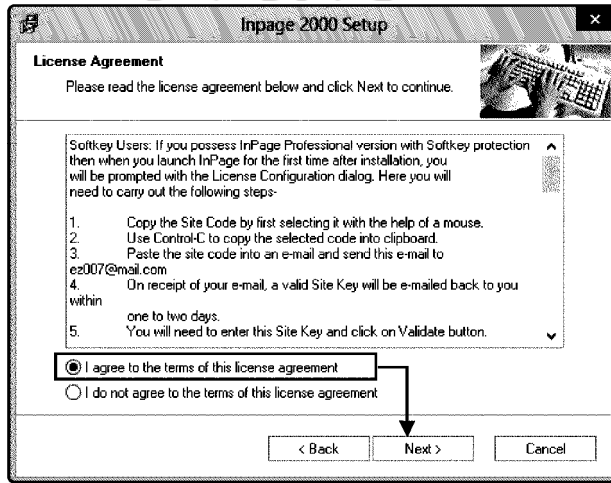 Inpage 2000 Setup
License Agreement
Please read the license agreement below and click Next to continue.
Softkey Users: If you possess InPage Professional version with Softkey protection
then when you launch InPage for the first time after installation, you
will be prompted with the License Configuration dialog. Here you will
need to carry out the following steps-
1. Copy the Site Code by first selecting it with the help of a mouse.
2. Use Control-C to copy the selected code into clipboard.
3. Paste the site code into an e-mail and send this e-mail to
ez007@mail.com
4. On receipt of your e-mail, a valid Site Key will be emailed back to you
within
one to two days.
5. You will need to enter this Site Key and click on Validate button.
I agree to the terms of this license agreement
I do not agree to the terms of this license agreement
< Back Next > Cancel